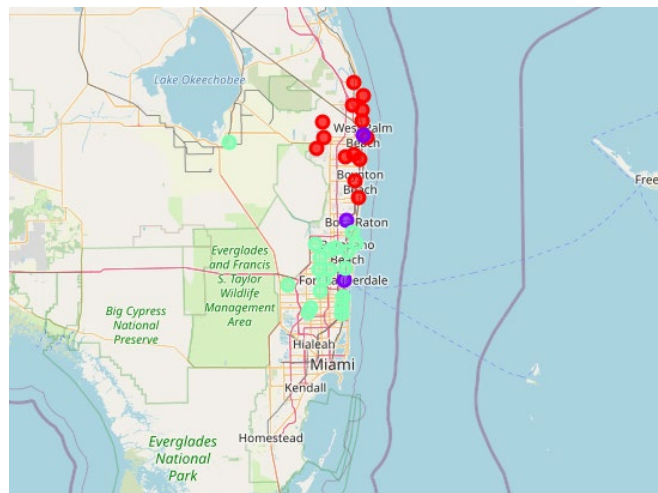 Lake Okeechobee
West Palm
Beach
Boynton
Beach
Boca Raton
Beach
Everglades
and Francis
S. Taylor
Wildlife
Management
Area
Fort Lauderdale
Big Cypress
National
Preserve
Hialeah
Miami
Kendall
Homestead
Everglades
National
Park
Free